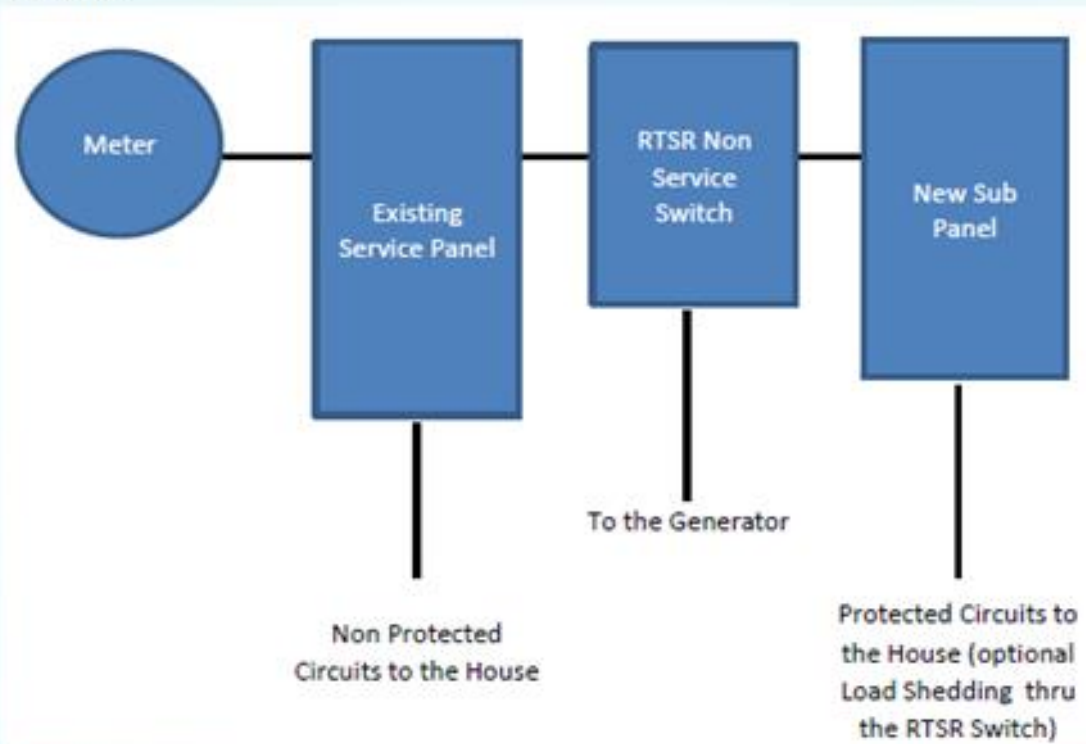 Meter
Existing
Service Panel
RTSR Non
Service
Switch
New Sub
Panel
To the Generator
Non Protected
Circuits to the House
Protected Circuits to
the House (optional
Load Shedding thru
the RTSR Switch)